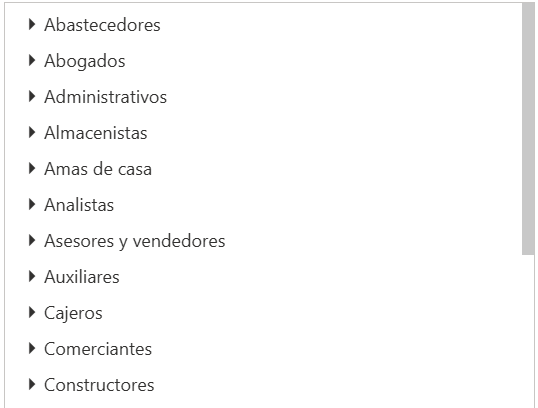 Abastecedores
Abogados
Administrativos
Almacenistas
Amas de casa
Analistas
Asesores y vendedores
Auxiliares
Cajeros
Comerciantes
Constructores